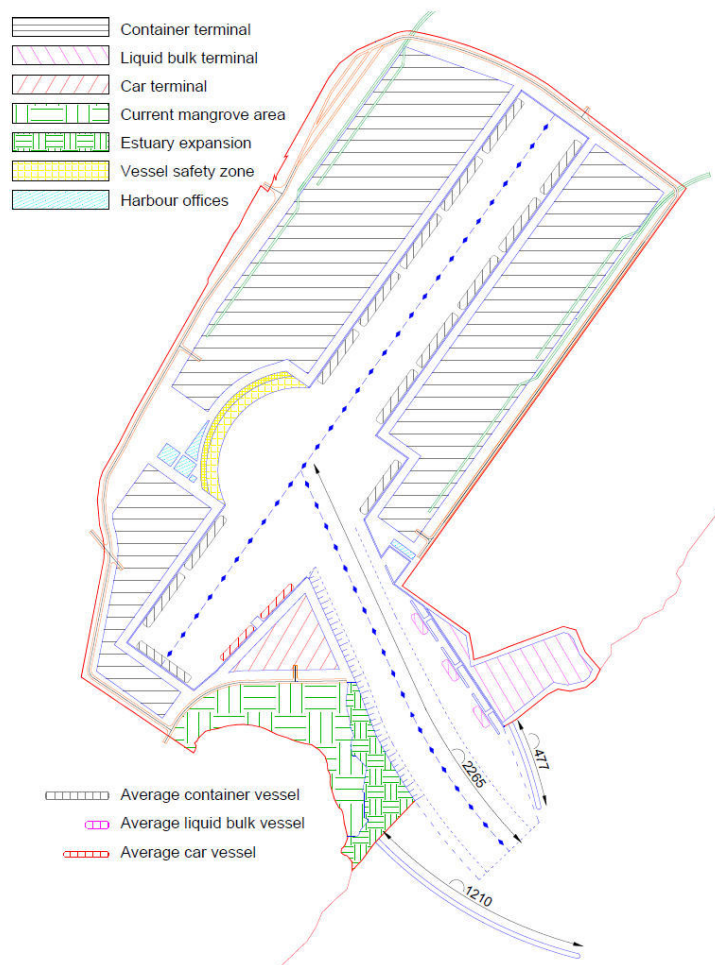 Container terminal
Liquid bulk terminal
Car terminal
Current mangrove area
Estuary expansion
Vessel safety zone
Harbour offices
477
2265
Average container vessel
Average liquid bulk vessel
Average car vessel
1210